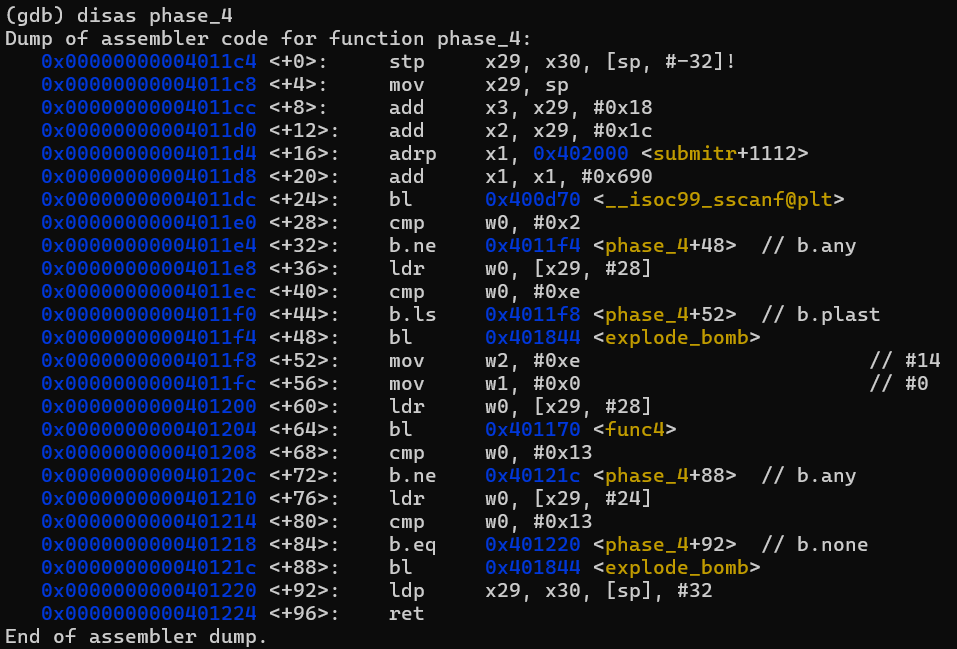 (gdb) disas phase_4
Dump of assembler code for function phase_4:
   0x00000000004011c4 <+0>:     stp     x29, x30, [sp, #-32]!
   0x00000000004011c8 <+4>:     mov     x29, sp
   0x00000000004011cc <+8>:     add     x3, x29, #0x18
   0x00000000004011d0 <+12>:    add     x2, x29, #0x1c
   0x00000000004011d4 <+16>:    adrp    x1, 0x402000 <submitr+1112>
   0x00000000004011d8 <+20>:    add     x1, x1, #0x690
   0x00000000004011dc <+24>:    bl      0x400d70 <__isoc99_sscanf@plt>
   0x00000000004011e0 <+28>:    cmp     w0, #0x2
   0x00000000004011e4 <+32>:    b.ne    0x4011f4 <phase_4+48>  // b.any
   0x00000000004011e8 <+36>:    ldr     w0, [x29, #28]
   0x00000000004011ec <+40>:    cmp     w0, #0xe
   0x00000000004011f0 <+44>:    b.ls    0x4011f8 <phase_4+52>  // b.plast
   0x00000000004011f4 <+48>:    bl      0x401844 <explode_bomb>
   0x00000000004011f8 <+52>:    mov     w2, #0xe                        // #14
   0x00000000004011fc <+56>:    mov     w1, #0x0                        // #0
   0x0000000000401200 <+60>:    ldr     w0, [x29, #28]
   0x0000000000401204 <+64>:    bl      0x401170 <func4>
   0x0000000000401208 <+68>:    cmp     w0, #0x13
   0x000000000040120c <+72>:    b.ne    0x40121c <phase_4+88>  // b.any
   0x0000000000401210 <+76>:    ldr     w0, [x29, #24]
   0x0000000000401214 <+80>:    cmp     w0, #0x13
   0x0000000000401218 <+84>:    b.eq    0x401220 <phase_4+92>  // b.none
   0x000000000040121c <+88>:    bl      0x401844 <explode_bomb>
   0x0000000000401220 <+92>:    ldp     x29, x30, [sp], #32
   0x0000000000401224 <+96>:    ret
End of assembler dump.